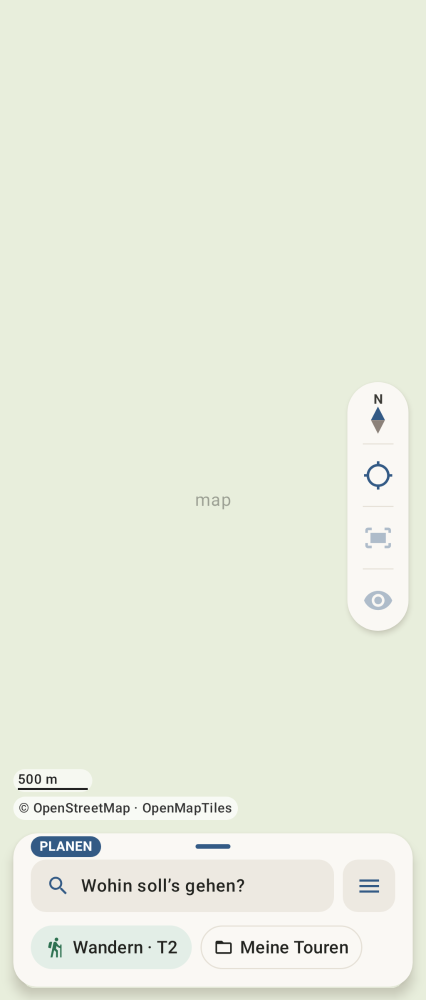 N
map
500 m
© OpenStreetMap · OpenMapTiles
PLANEN
Wohin soll’s gehen?
Wandern · T2
Meine Touren